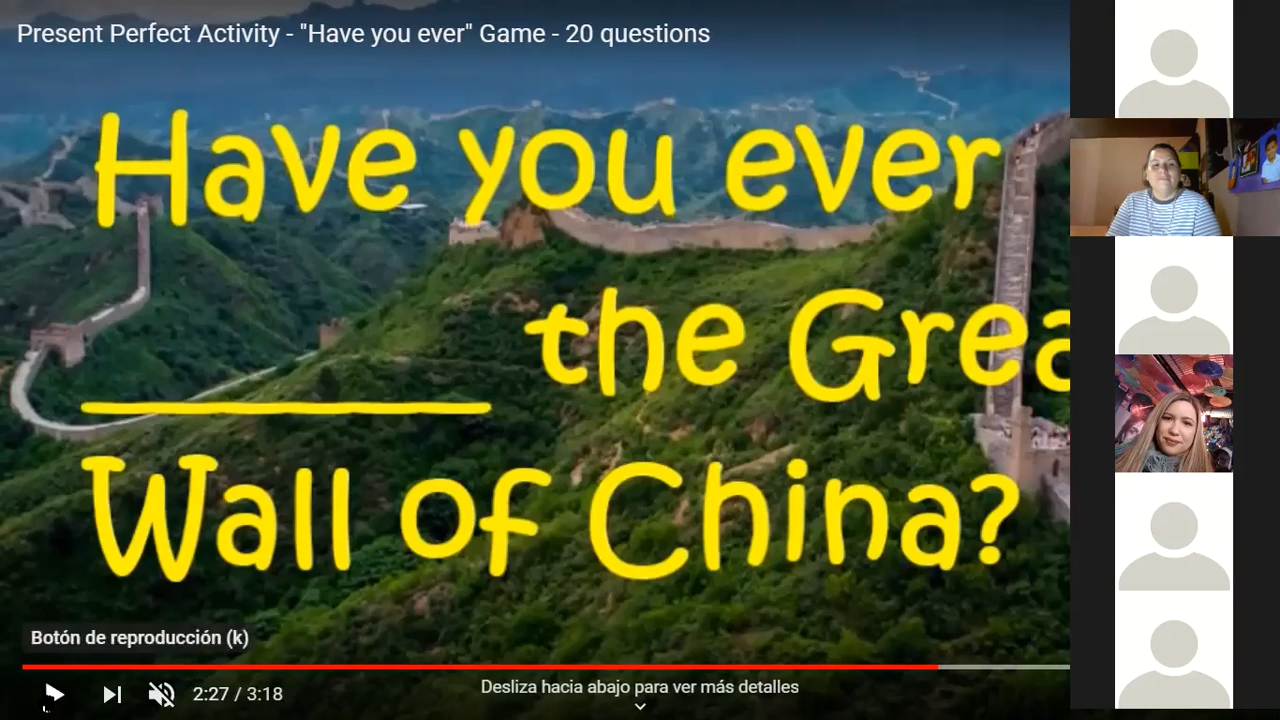 Present Perfect Activity - "Have you ever" Game - 20 questions
Have you ever
________ the Grea
Wall of China?
Botón de reproducción (k)
2:27 / 3:18
Desliza hacia abajo para ver más detalles